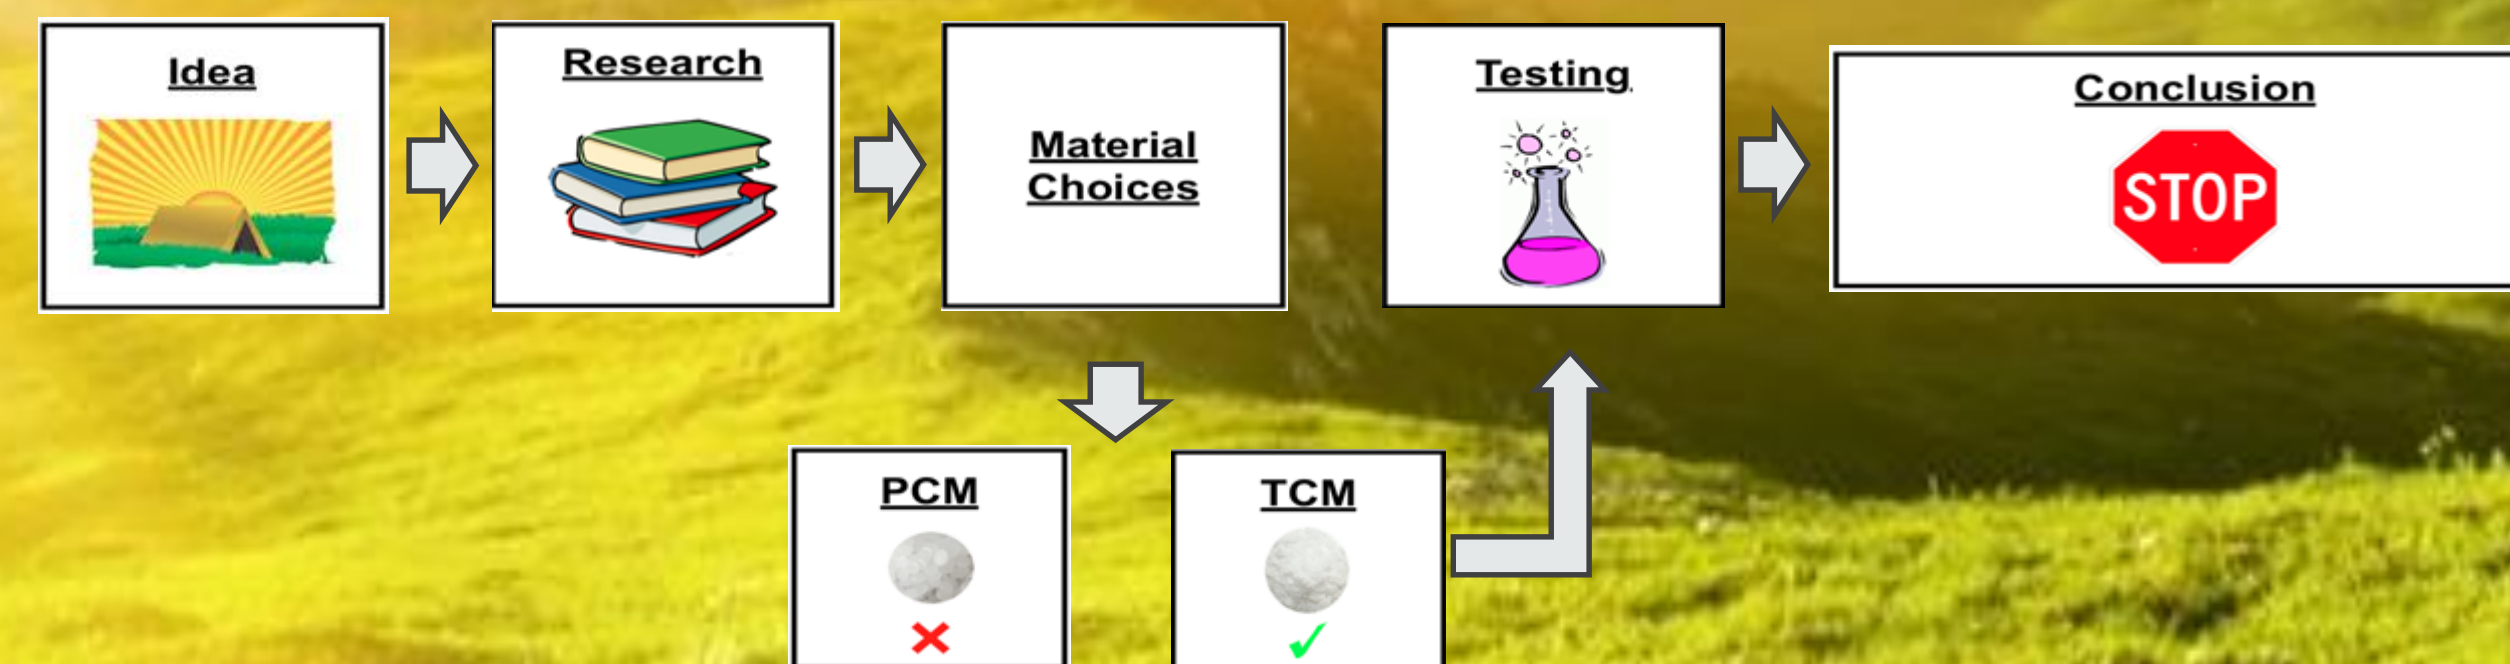 Idea
Research
Material
Choices
Testing
Conclusion
STOP
PCM
TCM